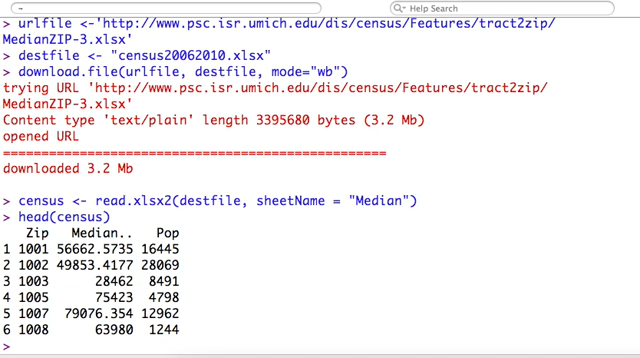 Help Search
> urlfile <-'http://www.psc.isr.umich.edu/dis/census/Features/tract2zip/
MedianZIP-3.xlsx'
> destfile <- "census20062010.xlsx"
> download.file(urlfile, destfile, mode="wb")
trying URL 'http://www.psc.isr.umich.edu/dis/census/Features/tract2zip/
MedianZIP-3.xlsx'
Content type 'text/plain' length 3395680 bytes (3.2 Mb)
opened URL
==================================================
downloaded 3.2 Mb
> census <- read.xlsx2(destfile, sheetName = "Median")
> head(census)
Zip Median.. Pop
1 1001 56662.5735 16445
2 1002 49853.4177 28069
3 1003 28462 8491
4 1005 75423 4798
5 1007 79076.354 12962
6 1008 63980 1244
>